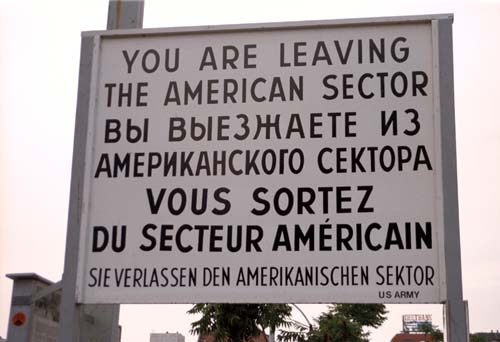 YOU ARE LEAVING
THE AMERICAN SECTOR
ВЫ ВЫЕЗЖАЕТЕ ИЗ
АМЕРИКАНСКОГО СЕКТОРА
VOUS SORTEZ
DU SECTEUR AMÉRICAIN
SIE VERLASSEN DEN AMERIKANISCHEN SEKTOR
US ARMY